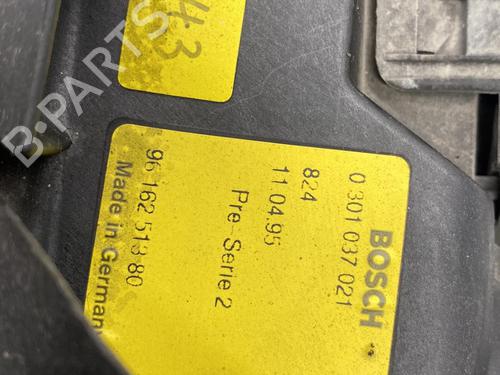 43
BOSCH
0 301 037 021
824
11.04.95
Pre-Serie 2
96 162 513 80
Made in German
B-PARTS